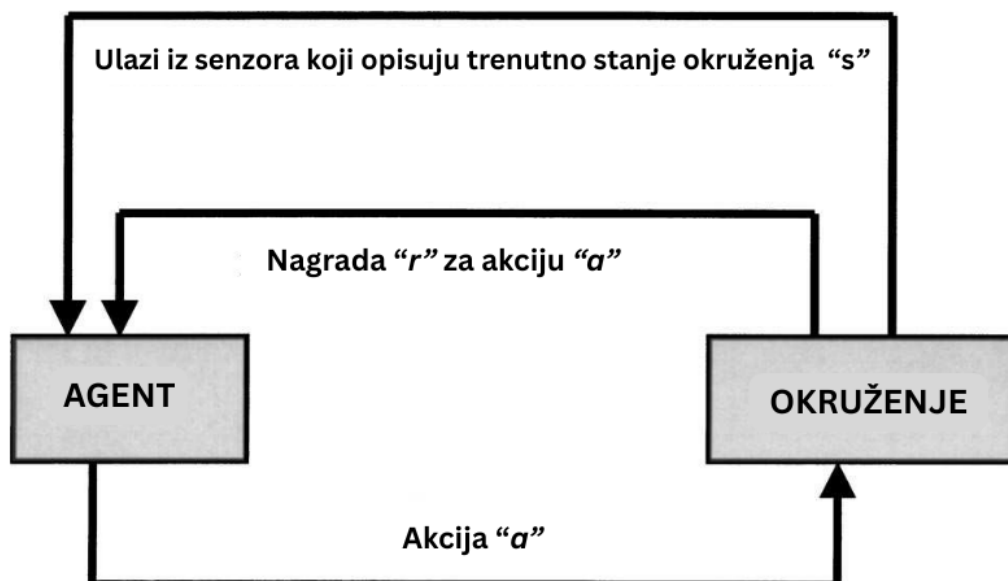 Ulazi iz senzora koji opisuju trenutno stanje okruženja “s”
Nagrada “r” za akciju “a”
AGENT
OKRUŽENJE
Akcija “a”